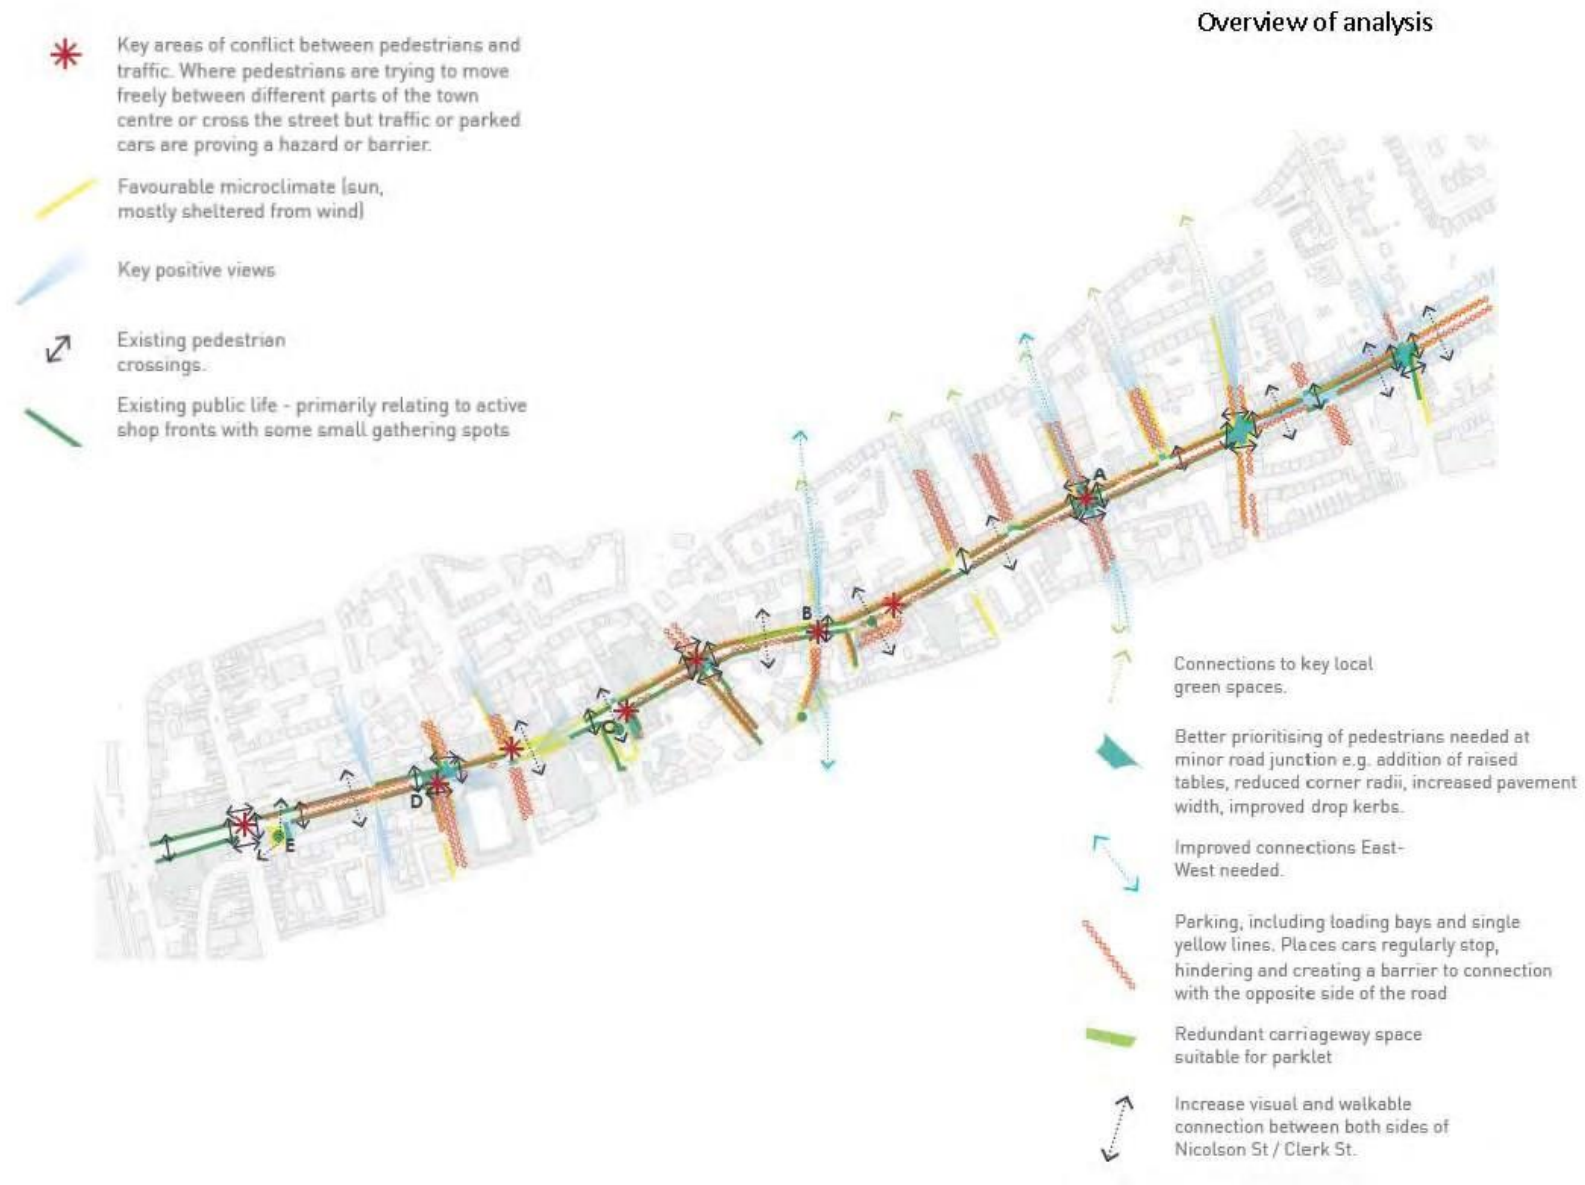 Overview of analysis
Key areas of conflict between pedestrians and
traffic. Where pedestrians are trying to move
freely between different parts of the town
centre or cross the street but traffic or parked
cars are proving a hazard or barrier.
Favourable microclimate (sun,
mostly sheltered from wind)
Key positive views
Existing pedestrian
crossings.
Existing public life - primarily relating to active
shop fronts with some small gathering spots
A
B
C
D
E
Connections to key local
green spaces.
Better prioritising of pedestrians needed at
minor road junction e.g. addition of raised
tables, reduced corner radii, increased pavement
width, improved drop kerbs.
Improved connections East-
West needed.
Parking, including loading bays and single
yellow lines. Places cars regularly stop,
hindering and creating a barrier to connection
with the opposite side of the road
Redundant carriageway space
suitable for parklet
Increase visual and walkable
connection between both sides of
Nicolson St / Clerk St.